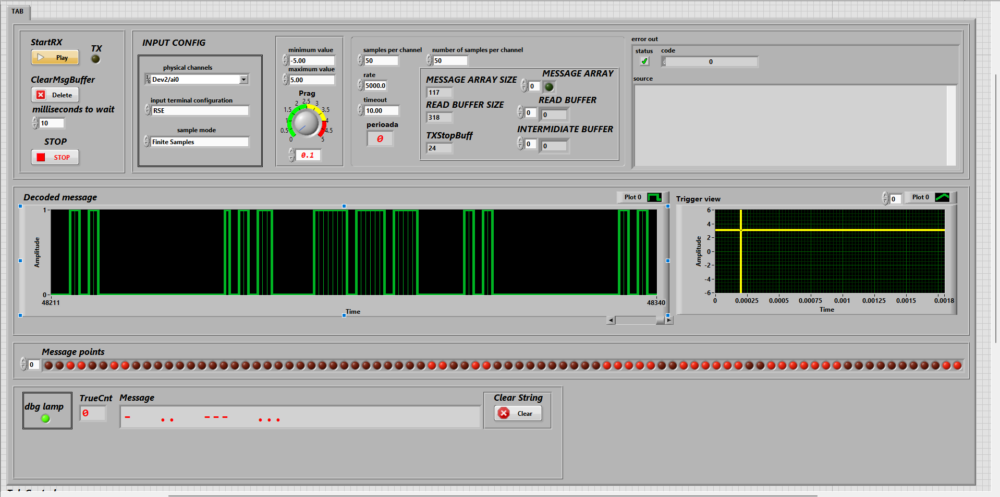 TAB
StartRX
Play
TX
ClearMsgBuffer
Delete
milliseconds to wait
10
STOP
STOP
INPUT CONFIG
physical channels
Dev2/ai0
input terminal configuration
RSE
sample mode
Finite Samples
minimum value
-5.00
maximum value
5.00
Prag
0 0.5 1 1.5 2 2.5 3 3.5 4 4.5 5
0.1
samples per channel
50
number of samples per channel
50
rate
5000.0
timeout
10.00
perioada
0
MESSAGE ARRAY SIZE
117
READ BUFFER SIZE
318
TXStopBuff
24
MESSAGE ARRAY
0
READ BUFFER
0 0
INTERMIDIATE BUFFER
0 0
error out
status code
d 0
source
Decoded message
Plot 0
Amplitude
1
0
48211 48340
Time
Trigger view
0
Plot 0
Amplitude
6
4
2
0
-2
-4
-6
0 0.00025 0.0005 0.00075 0.001 0.00125 0.0015 0.0018
Time
Message points
0
dbg lamp
TrueCnt
0
Message
- .. --- ...
Clear String
Clear